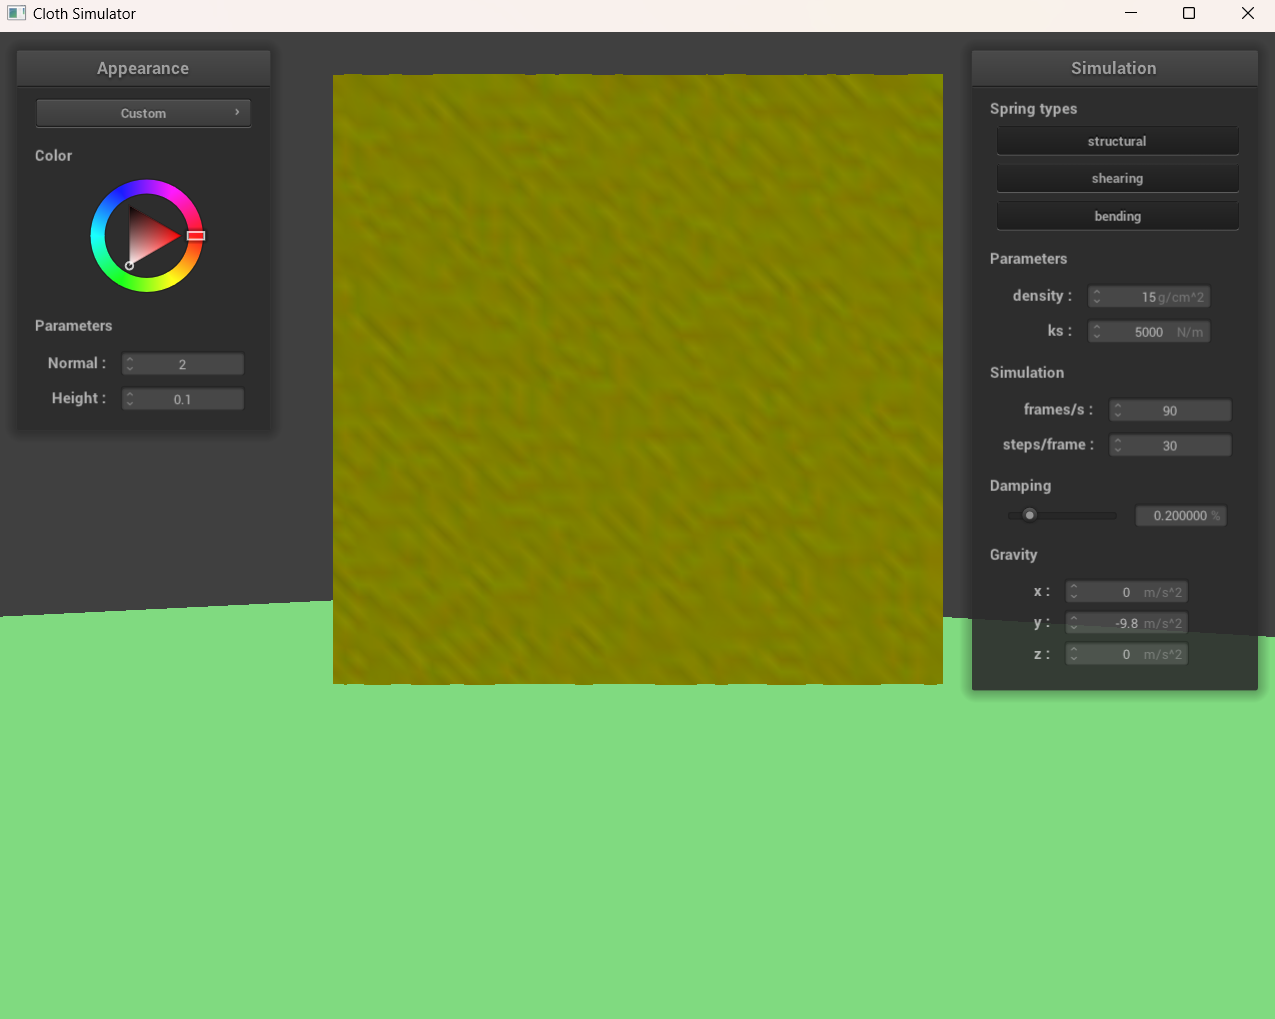 Cloth Simulator
Appearance
Custom
Color
Parameters
Normal : 2
Height : 0.1
Simulation
Spring types
structural
shearing
bending
Parameters
density : 15 g/cm^2
ks : 5000 N/m
Simulation
frames/s : 90
steps/frame : 30
Damping
0.200000 %
Gravity
x : 0 m/s^2
y : -9.8 m/s^2
z : 0 m/s^2